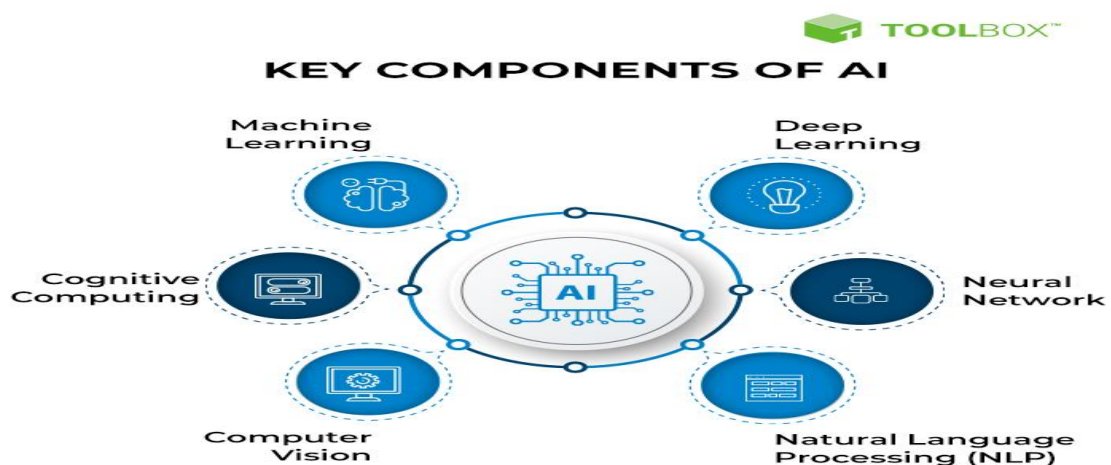 TOOLBOX™
KEY COMPONENTS OF AI
Machine
Learning
Deep
Learning
Cognitive
Computing
AI
Neural
Network
Computer
Vision
Natural Language
Processing (NLP)